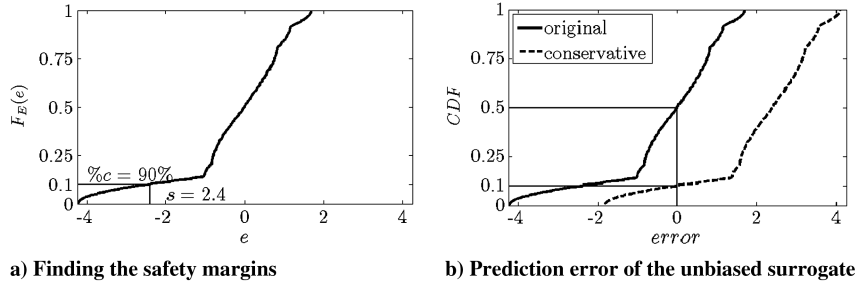 1
0.75
0.5
0.25
0.1
0
F_E(e)
%c = 90%
s = 2.4
-4 -2 0 2 4
e
a) Finding the safety margins
1
0.75
0.5
0.25
0.1
0
CDF
original
conservative
-4 -2 0 2 4
error
b) Prediction error of the unbiased surrogate